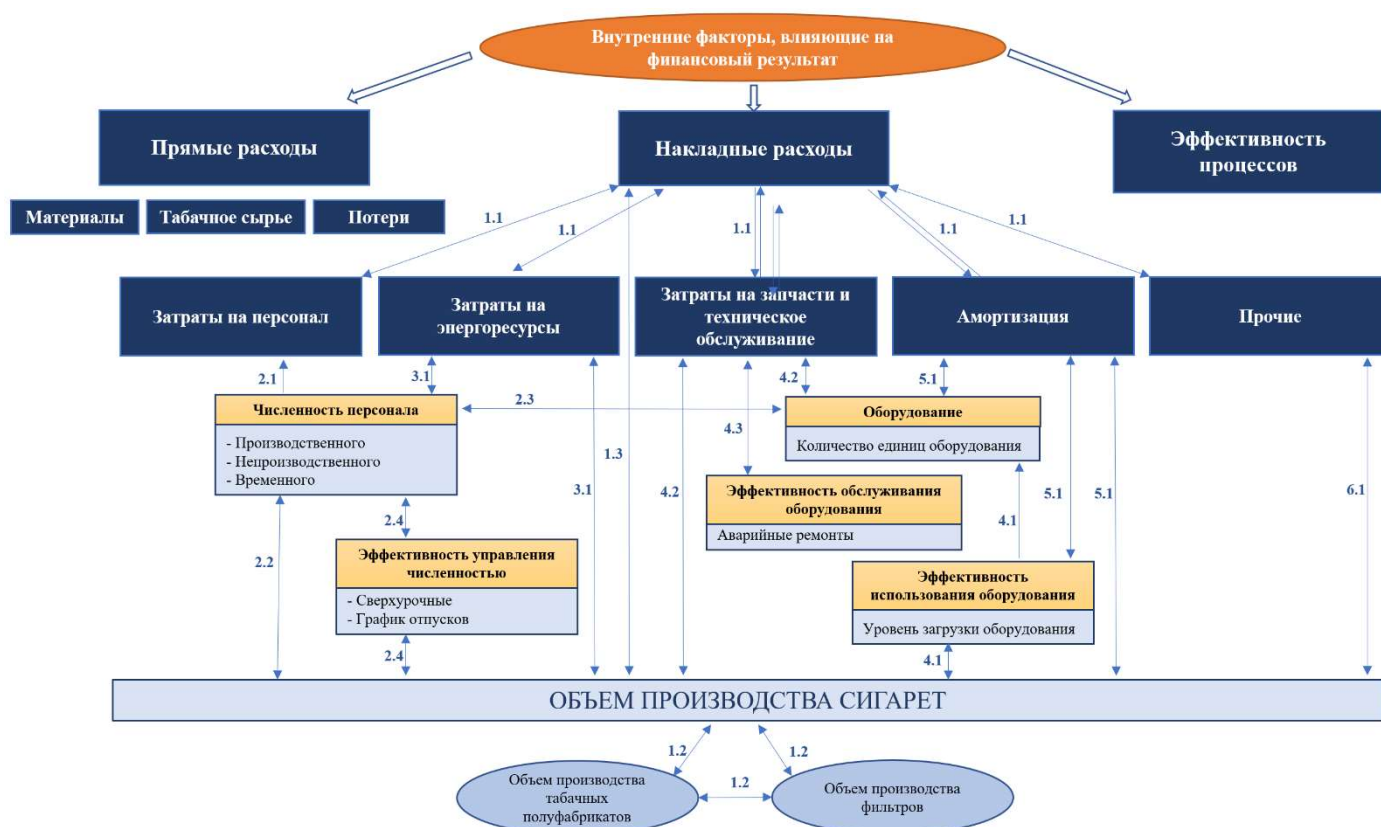 Внутренние факторы, влияющие на
финансовый результат
Прямые расходы
Накладные расходы
Эффективность
процессов
Материалы
Табачное сырье
Потери
1.1
1.1
1.1
1.1
1.1
Затраты на персонал
Затраты на
энергоресурсы
Затраты на запчасти и
техническое
обслуживание
Амортизация
Прочие
2.1
3.1
4.2
5.1
Численность персонала
- Производственного
- Непроизводственного
- Временного
2.3
4.3
Оборудование
Количество единиц оборудования
1.3
3.1
4.2
Эффективность обслуживания
оборудования
Аварийные ремонты
4.1
5.1
5.1
6.1
2.2
2.4
Эффективность управления
численностью
- Сверхурочные
- График отпусков
Эффективность
использования оборудования
Уровень загрузки оборудования
2.4
4.1
ОБЪЕМ ПРОИЗВОДСТВА СИГАРЕТ
1.2
1.2
Объем производства
табачных
полуфабрикатов
1.2
Объем производства
фильтров